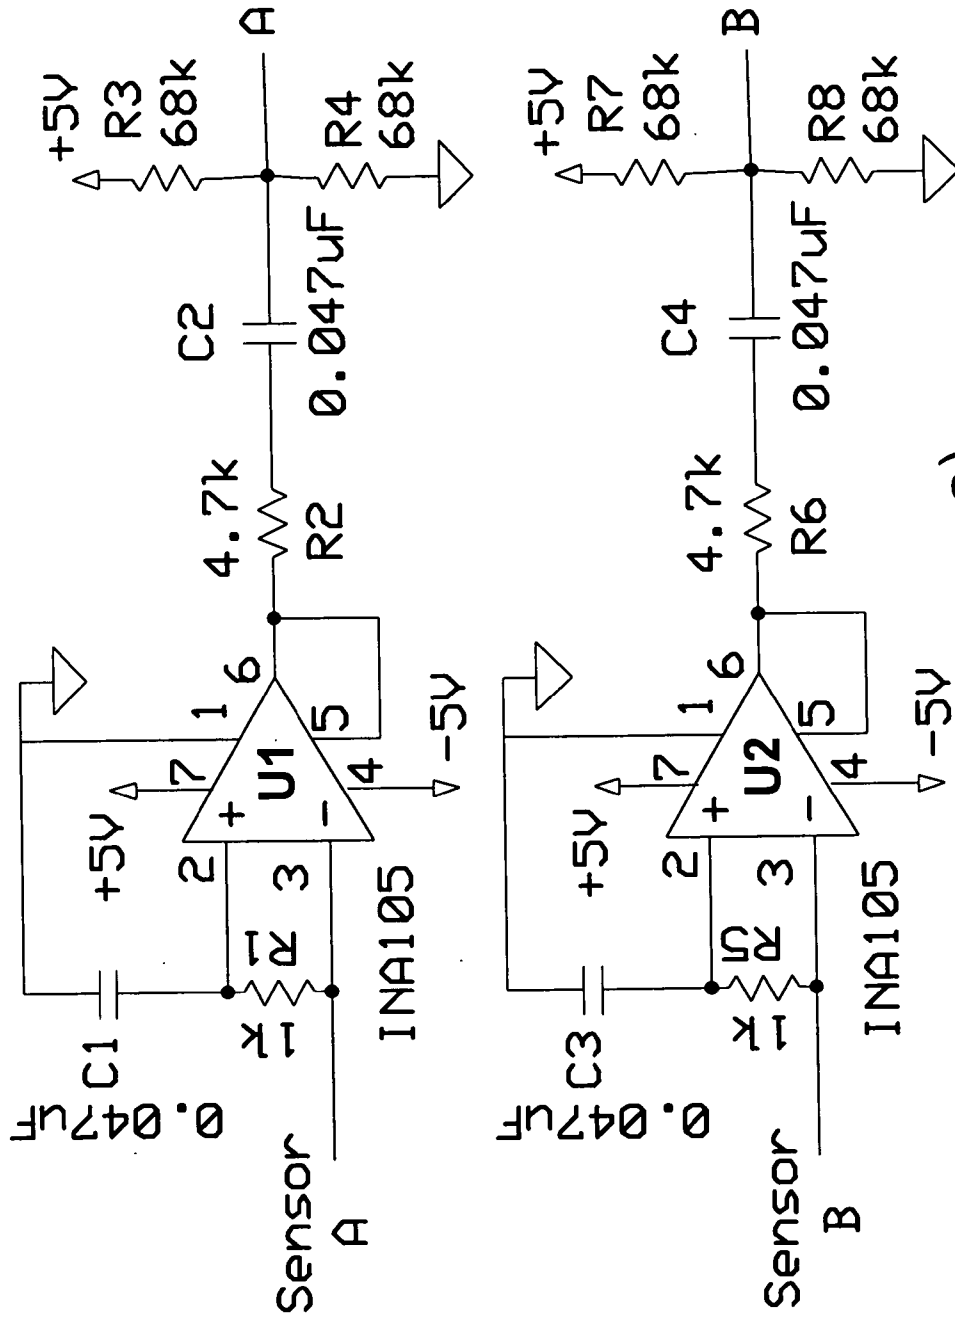 Sensor
A
0.047uF
C1
1k
R1
+5V
2
3
7
1
+
-
U1
6
5
4
-5V
INA105
4.7k
R2
C2
0.047uF
+5V
R3
68k
R4
68k
A
Sensor
B
0.047uF
C3
1k
R5
+5V
2
3
7
1
+
-
U2
6
5
4
-5V
INA105
4.7k
R6
C4
0.047uF
+5V
R7
68k
R8
68k
B